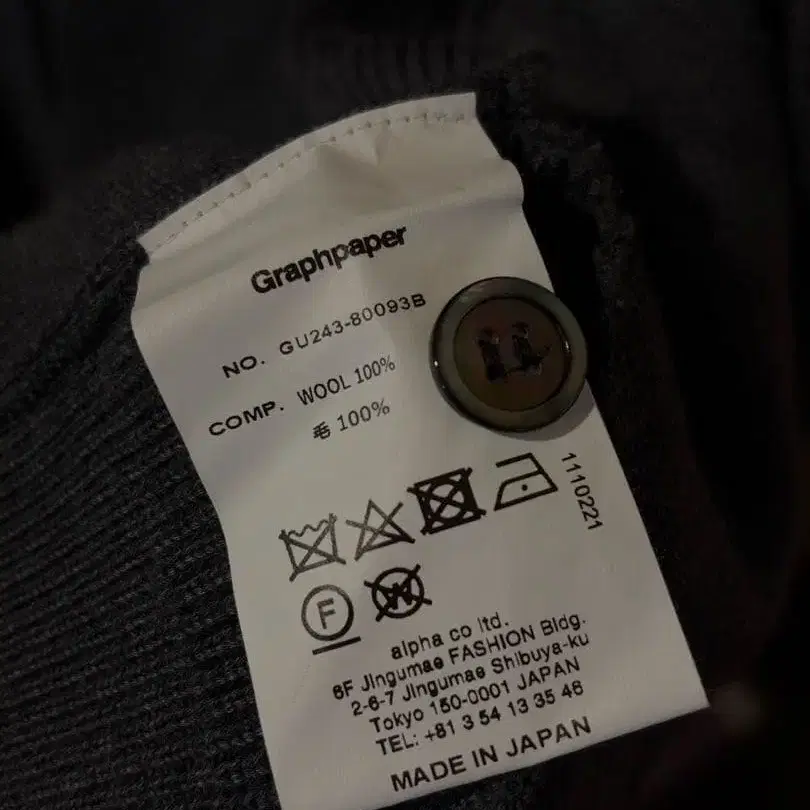 Graphpaper
NO. GU243-80093B
COMP. WOOL 100%
毛 100%
1110221
F
W
alpha co ltd.
6F Jingumae FASHION Bldg.
2-6-7 Jingumae Shibuya-ku
Tokyo 150-0001 JAPAN
TEL: +81 3 54 13 35 46
MADE IN JAPAN